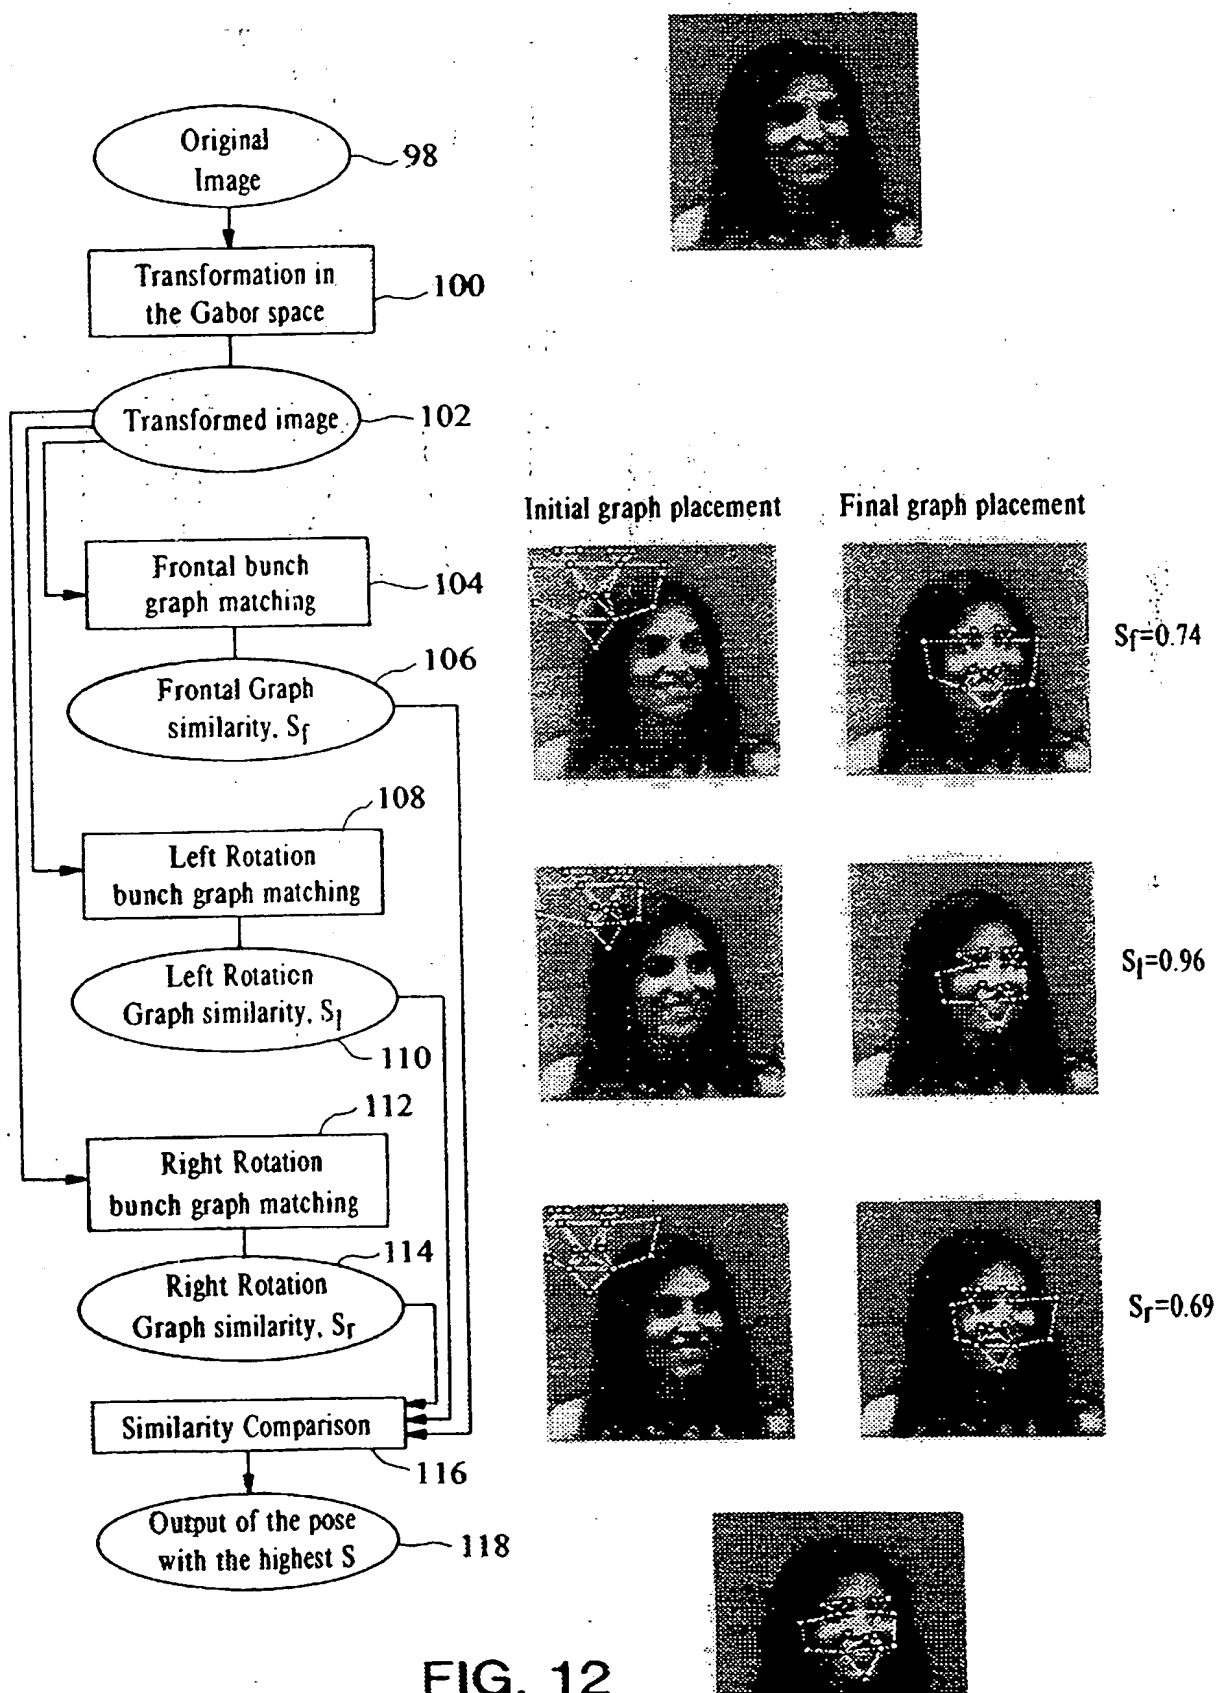 Original
Image
98
Transformation in
the Gabor space
100
Transformed image
102
Initial graph placement
Final graph placement
Frontal bunch
graph matching
104
Sf=0.74
106
Frontal Graph
similarity, Sf
108
Left Rotation
bunch graph matching
Sl=0.96
Left Rotation
Graph similarity, Sl
110
112
Right Rotation
bunch graph matching
114
Right Rotation
Graph similarity, Sr
Sr=0.69
Similarity Comparison
116
Output of the pose
with the highest S
118
FIG. 12